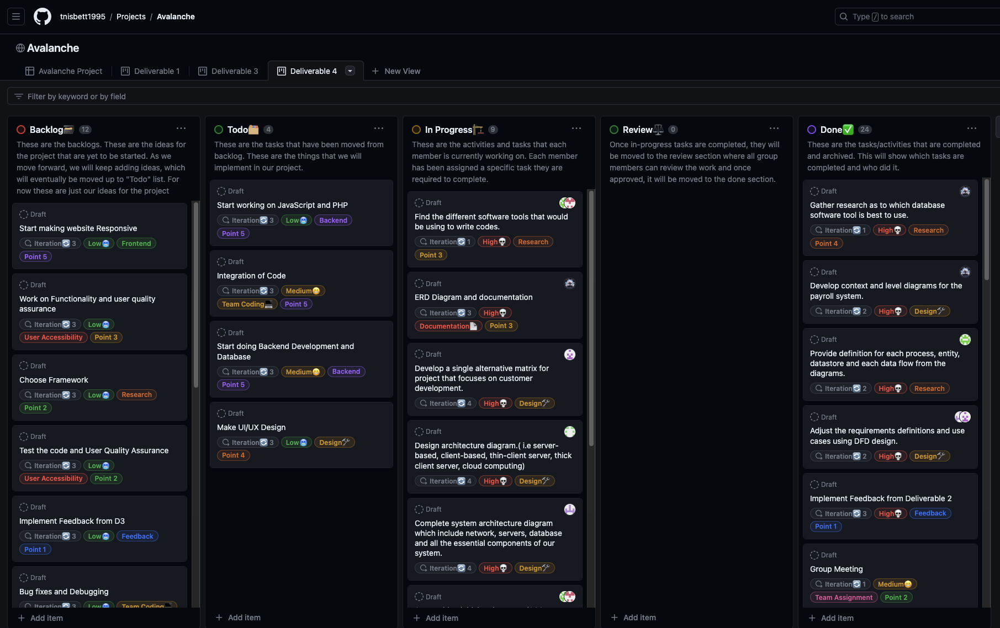 tnisbett1995 / Projects / Avalanche
Type / to search
Avalanche
Avalanche Project
Deliverable 1
Deliverable 3
Deliverable 4
New View
Filter by keyword or by field
Backlog 12
These are the backlogs. These are the ideas for
the project that are yet to be started. As we
move forward, we will keep adding ideas, which
will eventually be moved up to "Todo" list. For
now these are just our ideas for the project
Draft
Start making website Responsive
Iteration 3 Low Frontend
Point 5
Draft
Work on Functionality and user quality
assurance
Iteration 3 Low
User Accessibility Point 3
Draft
Choose Framework
Iteration 3 Low Research
Point 2
Draft
Test the code and User Quality Assurance
Iteration 3 Low
User Accessibility Point 2
Draft
Implement Feedback from D3
Iteration 3 Low Feedback
Point 1
Draft
Bug fixes and Debugging
Iteration 3 Low Team Coding
Add item
Todo 4
These are the tasks that have been moved from
backlog. These are the things that we will
implement in our project.
Draft
Start working on JavaScript and PHP
Iteration 3 Low Backend
Point 5
Draft
Integration of Code
Iteration 3 Medium
Team Coding Point 5
Draft
Start doing Backend Development and
Database
Iteration 3 Medium Backend
Point 5
Draft
Make UI/UX Design
Iteration 3 Low Design
Point 4
Add item
In Progress 9
These are the activities and tasks that each
member is currently working on. Each member
has been assigned a specific task they are
required to complete.
Draft
Find the different software tools that would
be using to write codes.
Iteration 1 High Research
Point 3
Draft
ERD Diagram and documentation
Iteration 3 High
Documentation Point 3
Draft
Develop a single alternative matrix for
project that focuses on customer
development.
Iteration 4 High Design
Draft
Design architecture diagram.( i.e server-
based, client-based, thin-client server, thick
client server, cloud computing)
Iteration 4 High Design
Draft
Complete system architecture diagram
which include network, servers, database
and all the essential components of our
system.
Iteration 4 High Design
Draft
Add item
Review 0
Once in-progress tasks are completed, they will
be moved to the review section where all group
members can review the work and once
approved, it will be moved to the done section.
Add item
Done 24
These are the tasks/activities that are completed
and archived. This will show which tasks are
completed and who did it.
Draft
Gather research as to which database
software tool is best to use.
Iteration 1 High Research
Point 4
Draft
Develop context and level diagrams for the
payroll system.
Iteration 2 High Design
Draft
Provide definition for each process, entity,
datastore and each data flow from the
diagrams.
Iteration 2 High Research
Draft
Adjust the requirements definitions and use
cases using DFD design.
Iteration 2 High Design
Draft
Implement Feedback from Deliverable 2
Iteration 3 High Feedback
Point 1
Draft
Group Meeting
Iteration 1 Medium
Team Assignment Point 2
Add item